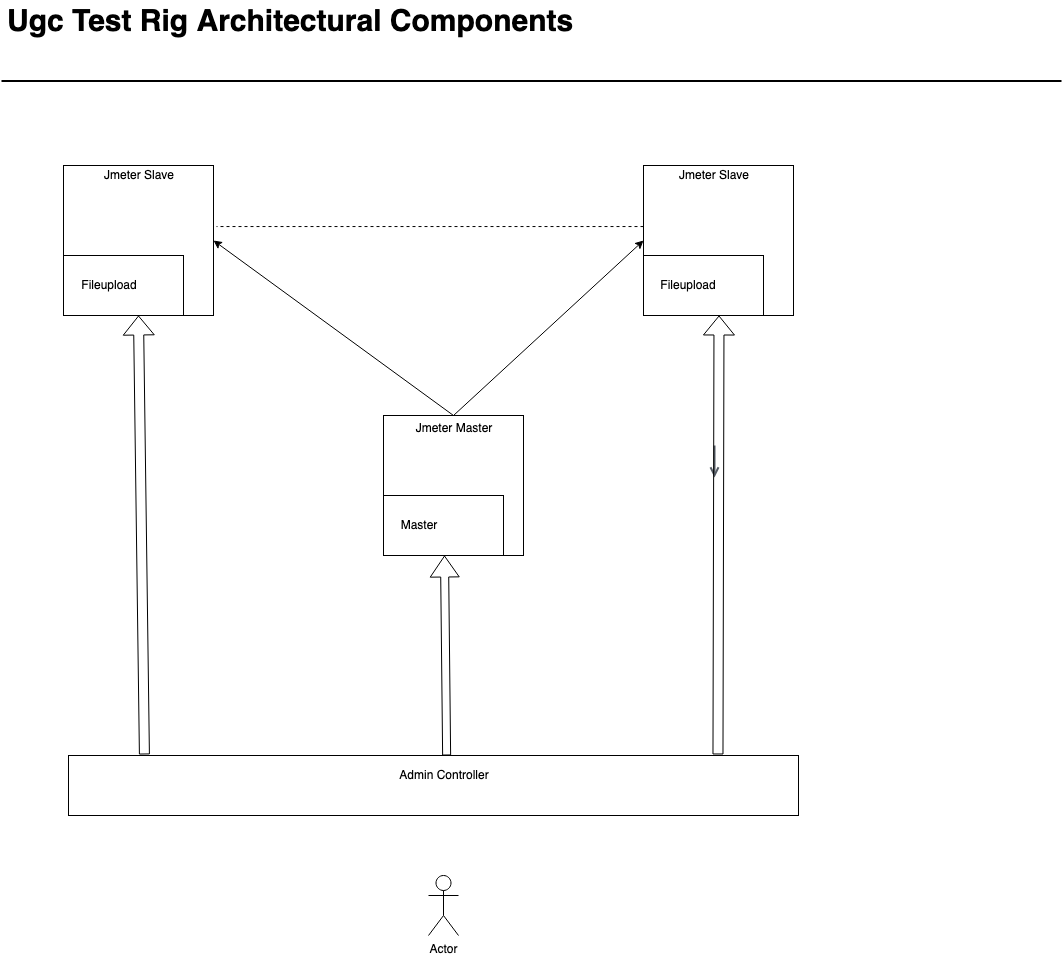 Ugc Test Rig Architectural Components
Jmeter Slave
Jmeter Slave
Fileupload
Fileupload
Jmeter Master
Master
Admin Controller
Actor